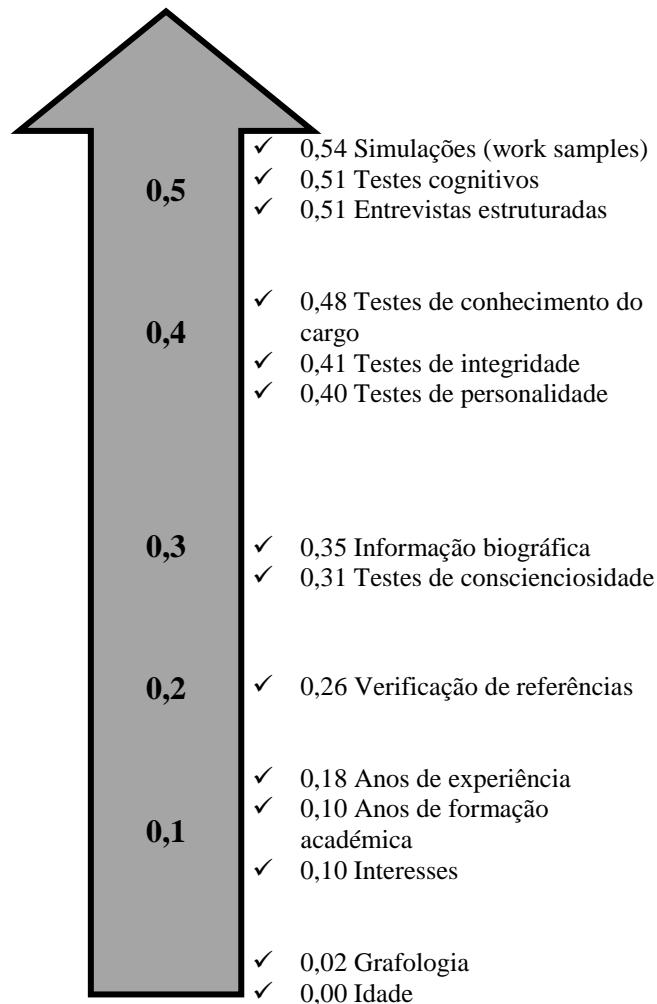 0,5
✓ 0,54 Simulações (work samples)
✓ 0,51 Testes cognitivos
✓ 0,51 Entrevistas estruturadas
0,4
✓ 0,48 Testes de conhecimento do
cargo
✓ 0,41 Testes de integridade
✓ 0,40 Testes de personalidade
0,3
✓ 0,35 Informação biográfica
✓ 0,31 Testes de conscienciosidade
0,2
✓ 0,26 Verificação de referências
0,1
✓ 0,18 Anos de experiência
✓ 0,10 Anos de formação
académica
✓ 0,10 Interesses
✓ 0,02 Grafologia
✓ 0,00 Idade